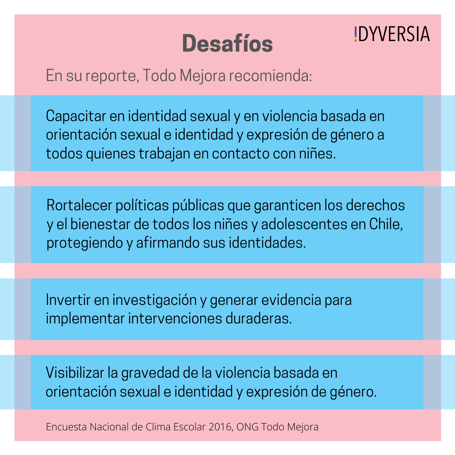 Desafíos
!DYVERSIA
En su reporte, Todo Mejora recomienda:
Capacitar en identidad sexual y en violencia basada en
orientación sexual e identidad y expresión de género a
todos quienes trabajan en contacto con niñes.
Rortalecer políticas públicas que garanticen los derechos
y el bienestar de todos los niñes y adolescentes en Chile,
protegiendo y afirmando sus identidades.
Invertir en investigación y generar evidencia para
implementar intervenciones duraderas.
Visibilizar la gravedad de la violencia basada en
orientación sexual e identidad y expresión de género.
Encuesta Nacional de Clima Escolar 2016, ONG Todo Mejora